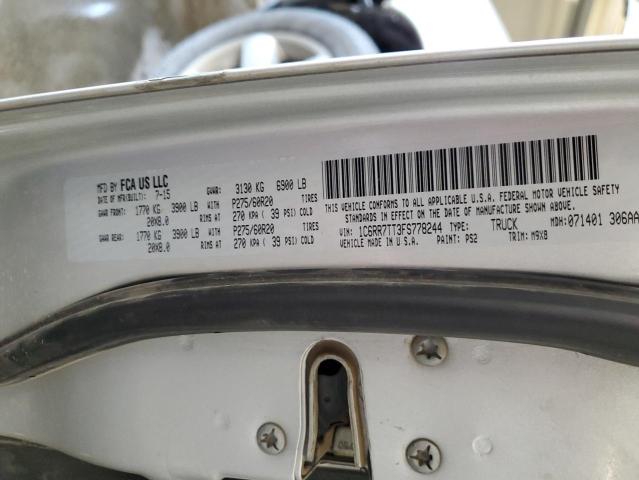 MFD BY FCA US LLC
DATE OF MFR(BUILT): 7-15 GVWR: 3130 KG 6900 LB
GAWR FRONT: 1770 KG 3900 LB WITH P275/60R20 TIRES
20X8.0 RIMS AT 270 KPA ( 39 PSI) COLD
GAWR REAR: 1770 KG 3900 LB WITH P275/60R20 TIRES
20X8.0 RIMS AT 270 KPA ( 39 PSI) COLD
THIS VEHICLE CONFORMS TO ALL APPLICABLE U.S.A. FEDERAL MOTOR VEHICLE SAFETY
STANDARDS IN EFFECT ON THE DATE OF MANUFACTURE SHOWN ABOVE.
VIN: 1C6RR7TT3FS778244 TYPE: TRUCK MDH: 071401 306AA
MADE IN U.S.A. PAINT: PS2 TRIM: M9X8